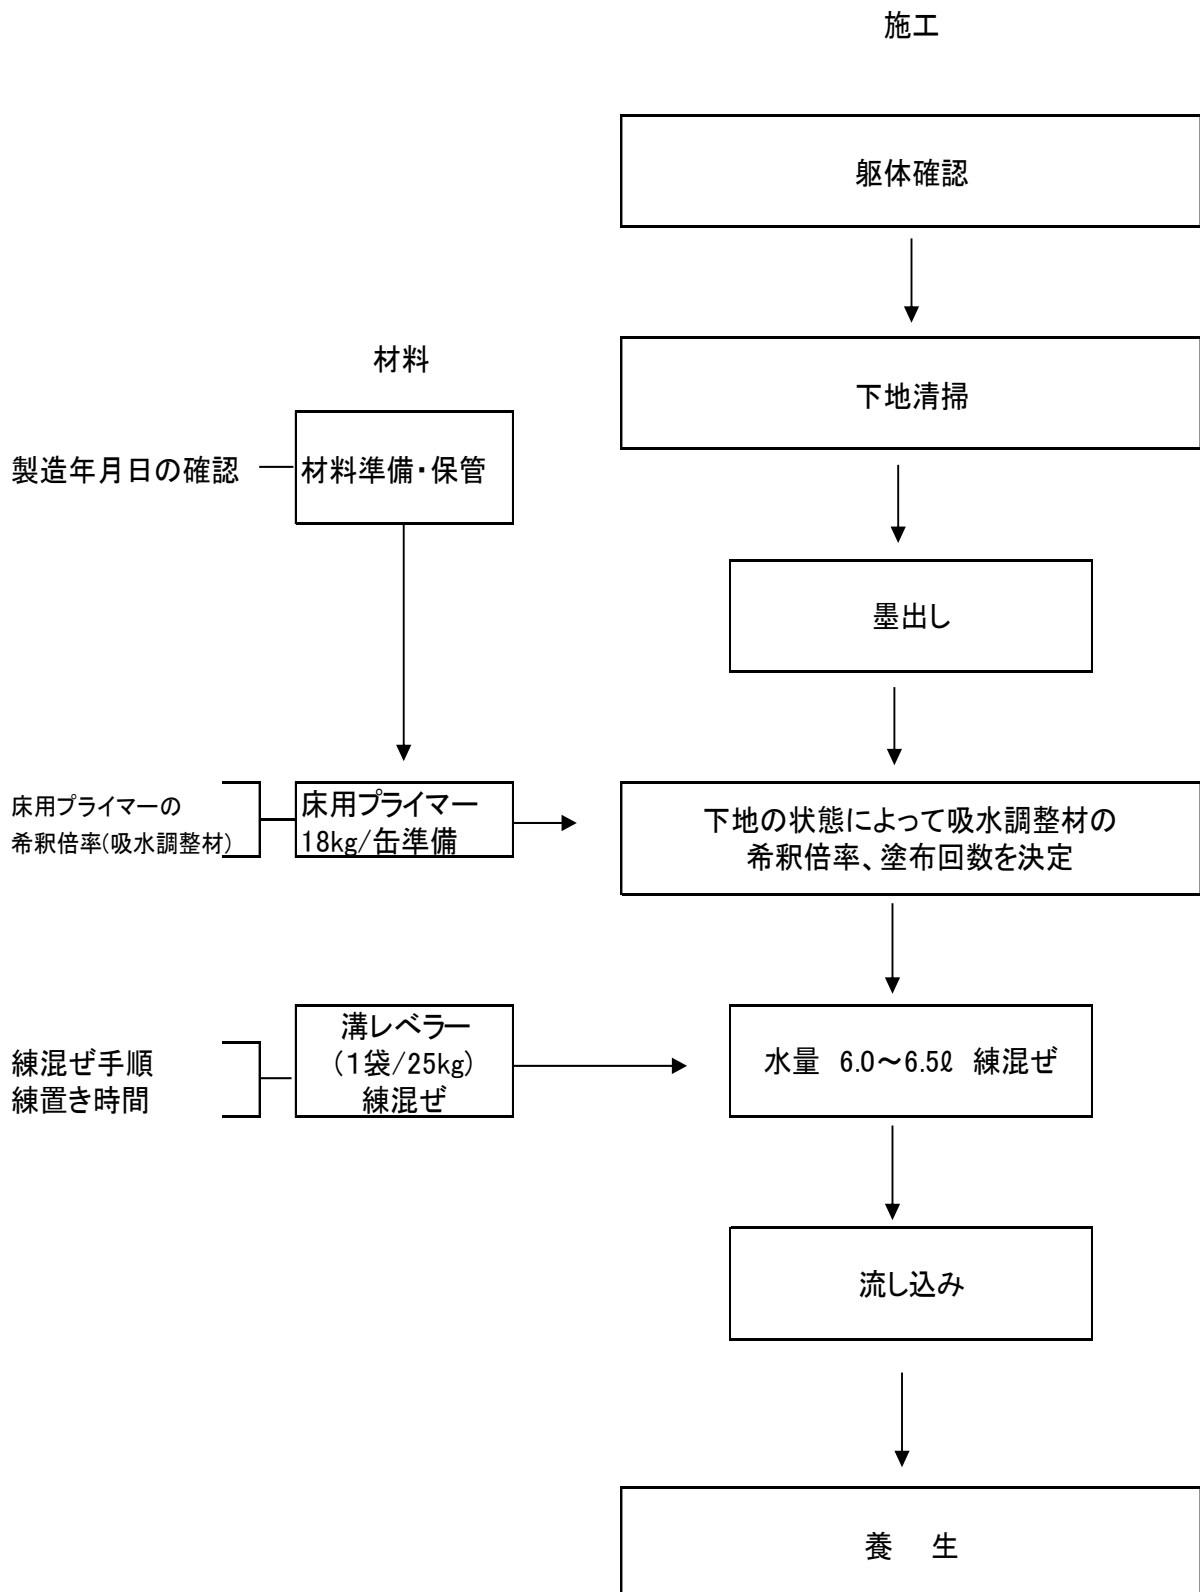 施工
躯体確認
下地清掃
材料
製造年月日の確認
材料準備・保管
墨出し
床用プライマーの
希釈倍率(吸水調整材)
床用プライマー
18kg/缶準備
下地の状態によって吸水調整材の
希釈倍率、塗布回数を決定
練混ぜ手順
練置き時間
溝レベラー
(1袋/25kg)
練混ぜ
水量 6.0～6.5ℓ 練混ぜ
流し込み
養 生